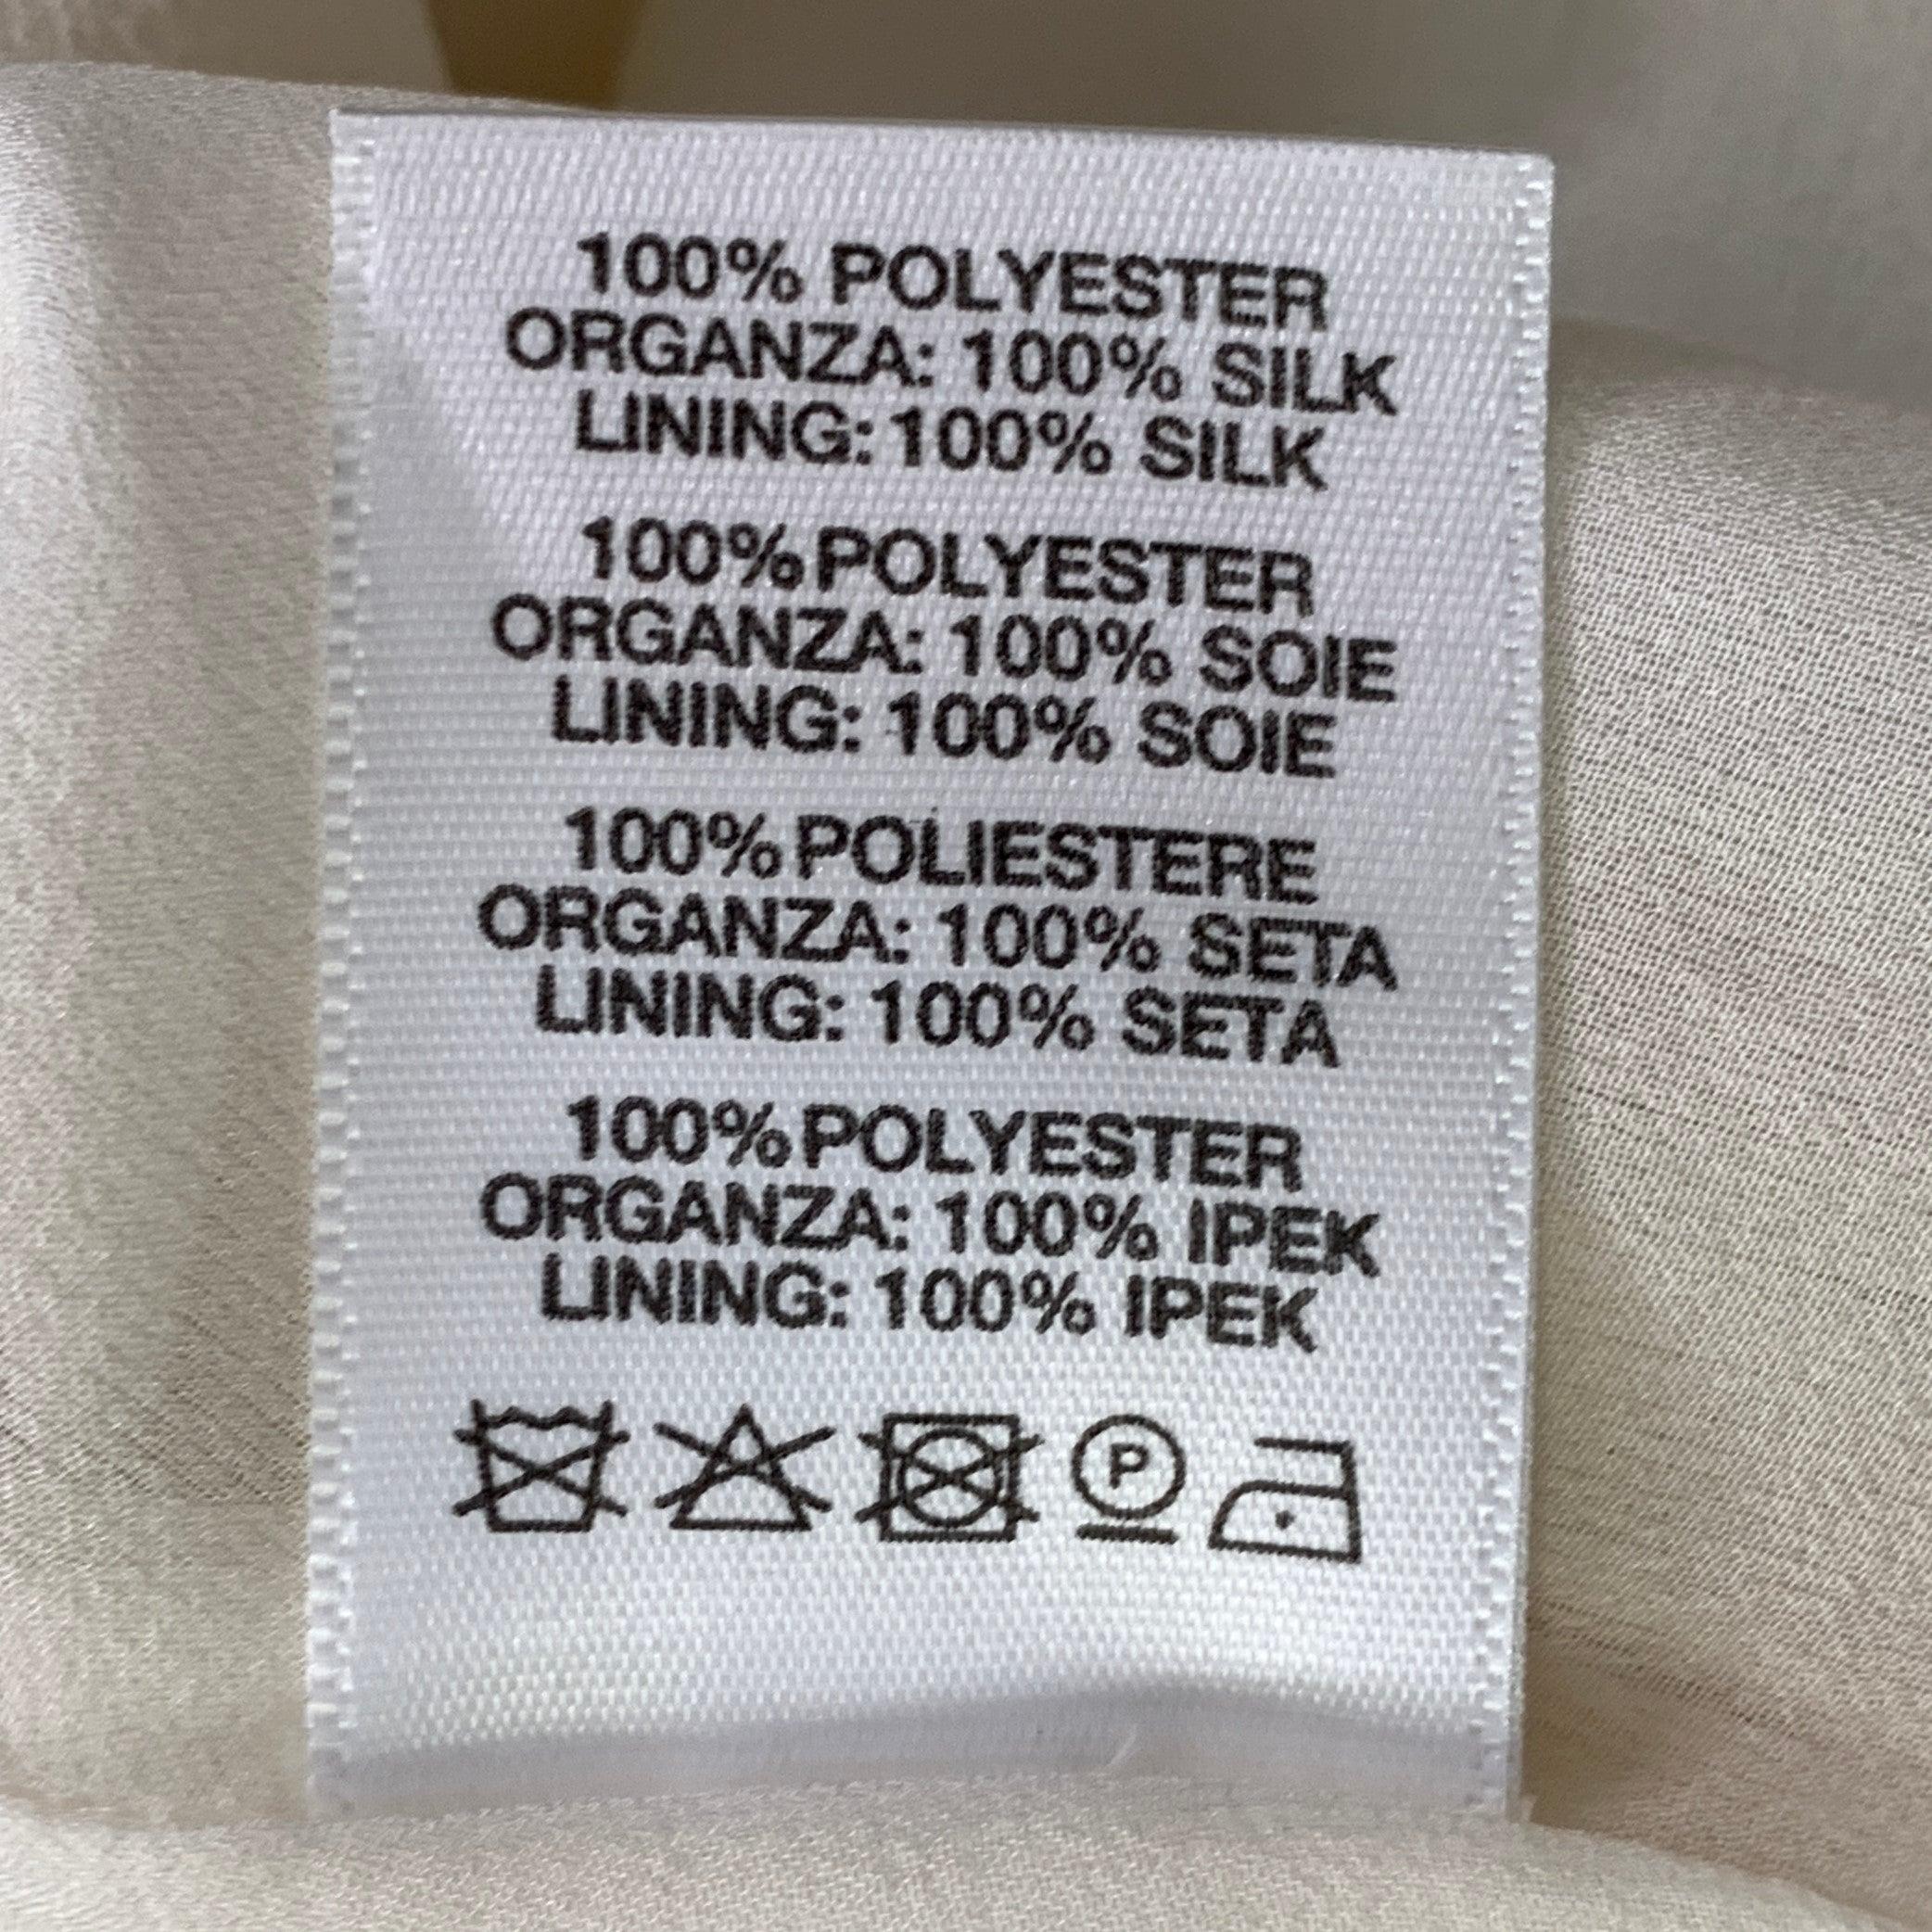 100% POLYESTER
ORGANZA: 100% SILK
LINING: 100% SILK
100% POLYESTER
ORGANZA: 100% SOIE
LINING: 100% SOIE
100% POLIESTERE
ORGANZA: 100% SETA
LINING: 100% SETA
100% POLYESTER
ORGANZA: 100% IPEK
LINING: 100% IPEK
P